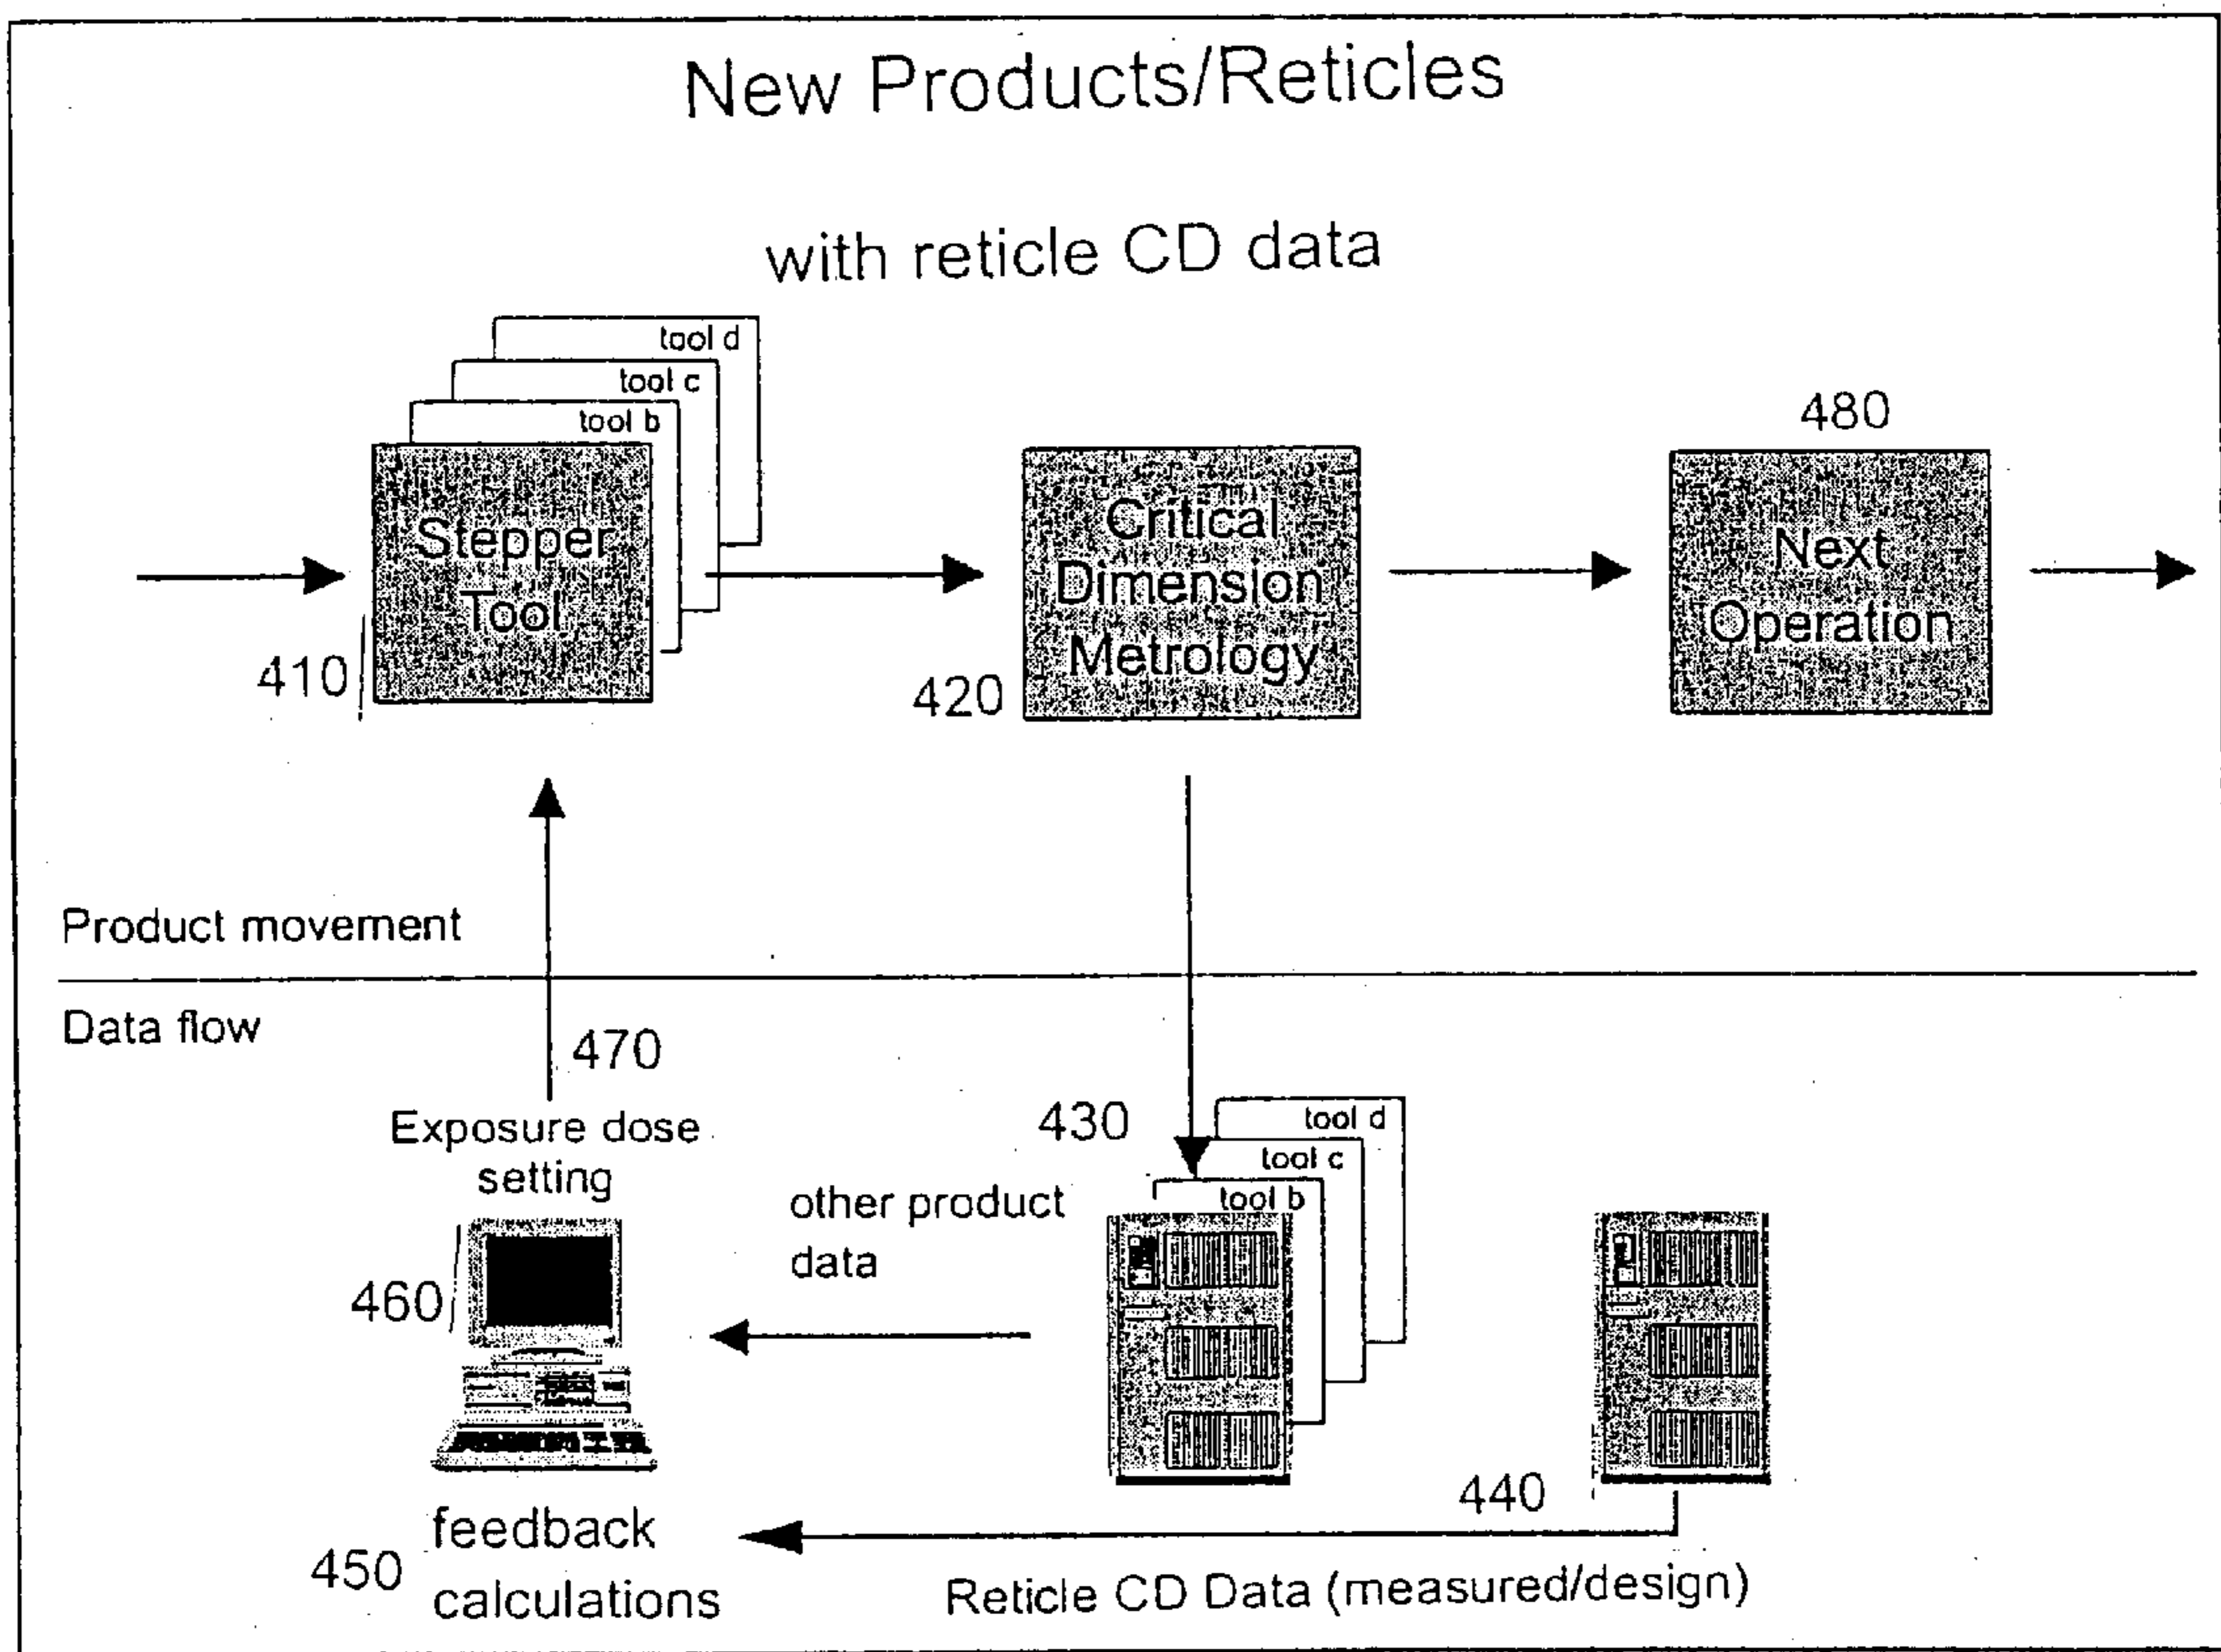 New Products/Reticles
with reticle CD data
tool d
tool c
tool b
Stepper
Tool
410
Critical
Dimension
Metrology
420
480
Next
Operation
Product movement
Data flow
470
Exposure dose
setting
460
other product
data
430
tool d
tool c
tool b
440
feedback
calculations
450
Reticle CD Data (measured/design)